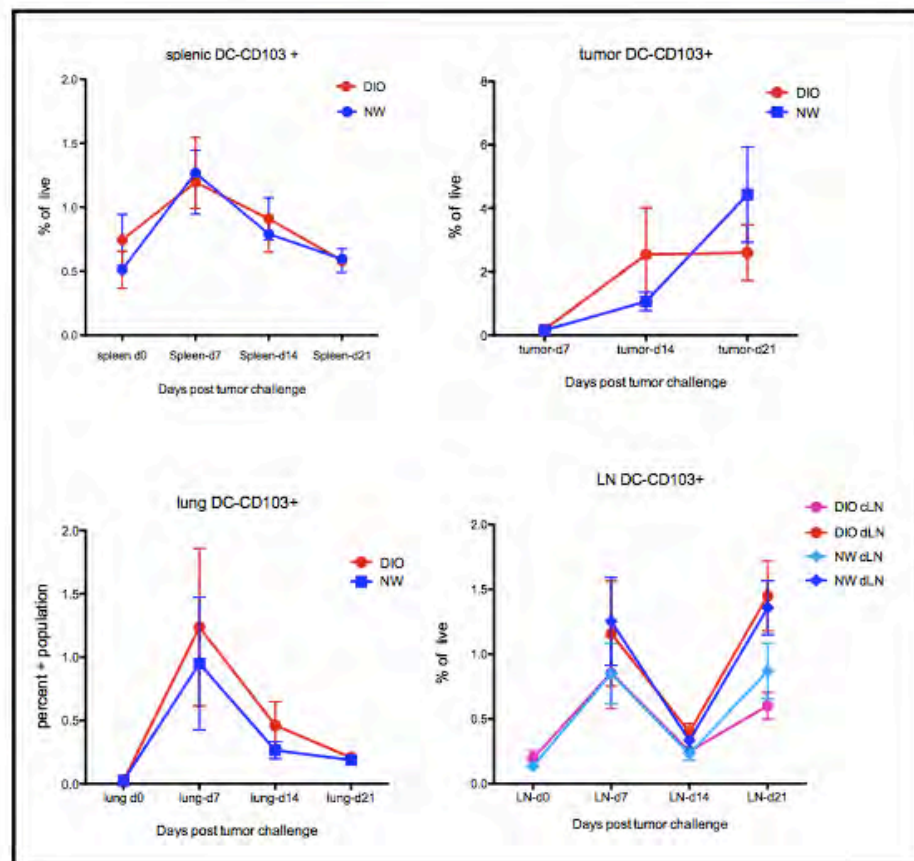 splenic DC-CD103 +
DIO
NW
2.0
1.5
1.0
0.5
0.0
% of live
spleen d0
Spleen-d7
Spleen-d14
Spleen-d21
Days post tumor challenge
tumor DC-CD103+
DIO
NW
8
6
4
2
0
% of live
tumor-d7
tumor-d14
tumor-d21
Days post tumor challenge
lung DC-CD103+
DIO
NW
2.0
1.5
1.0
0.5
0.0
percent + population
lung d0
lung-d7
lung-d14
lung-d21
Days post tumor challenge
LN DC-CD103+
DIO cLN
DIO dLN
NW cLN
NW dLN
2.0
1.5
1.0
0.5
0.0
% of live
LN-d0
LN-d7
LN-d14
LN-d21
Days post tumor challenge